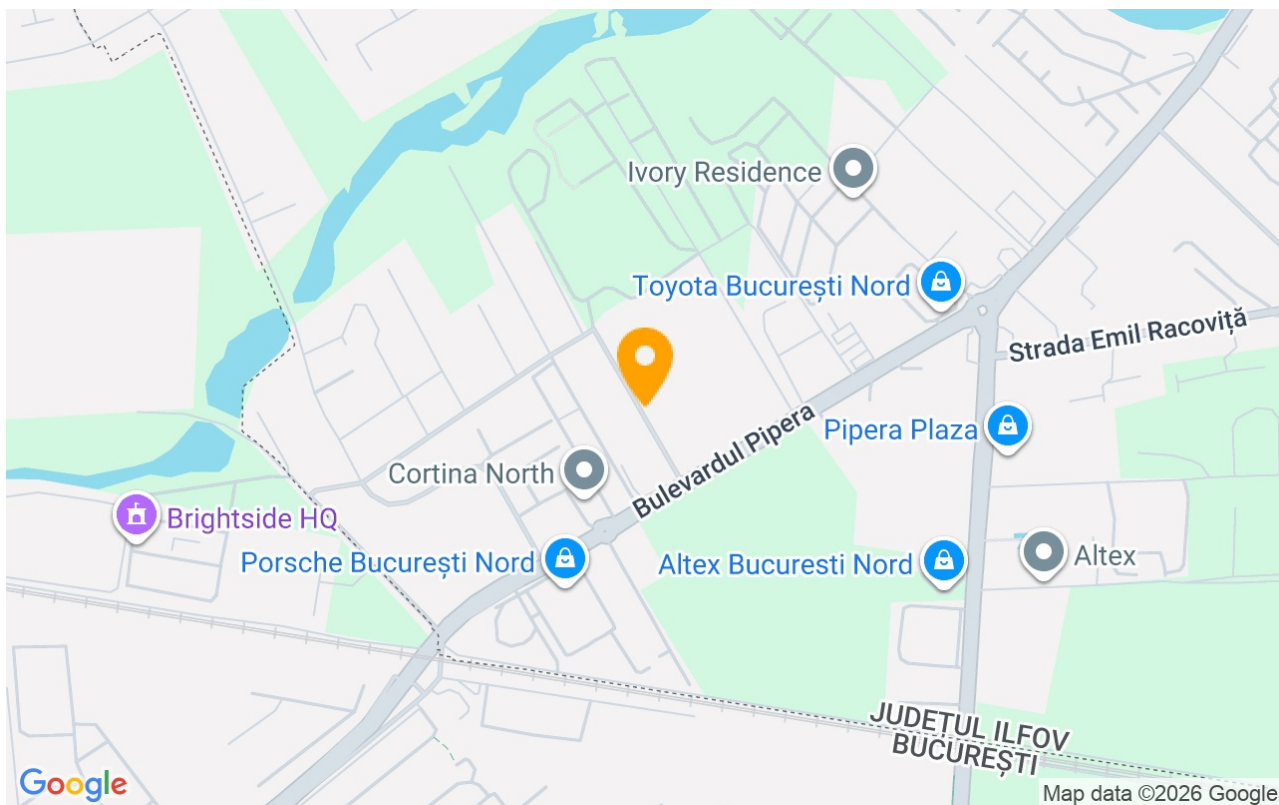 Ivory Residence
Toyota București Nord
Strada Emil Racoviță
Pipera Plaza
Bulevardul Pipera
Cortina North
Brightside HQ
Porsche București Nord
Altex Bucuresti Nord
Altex
JUDEȚUL ILFOV
BUCUREȘTI
Google
Map data ©2026 Google